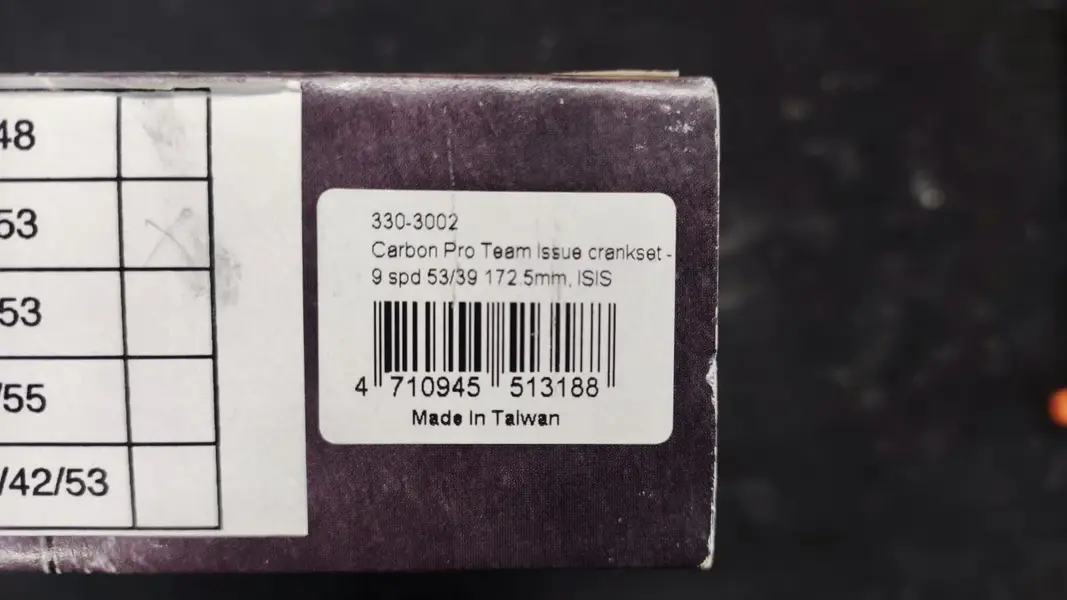 48
53
53
/55
/42/53
330-3002
Carbon Pro Team Issue crankset -
9 spd 53/39 172.5mm, ISIS
4 710945 513188
Made In Taiwan